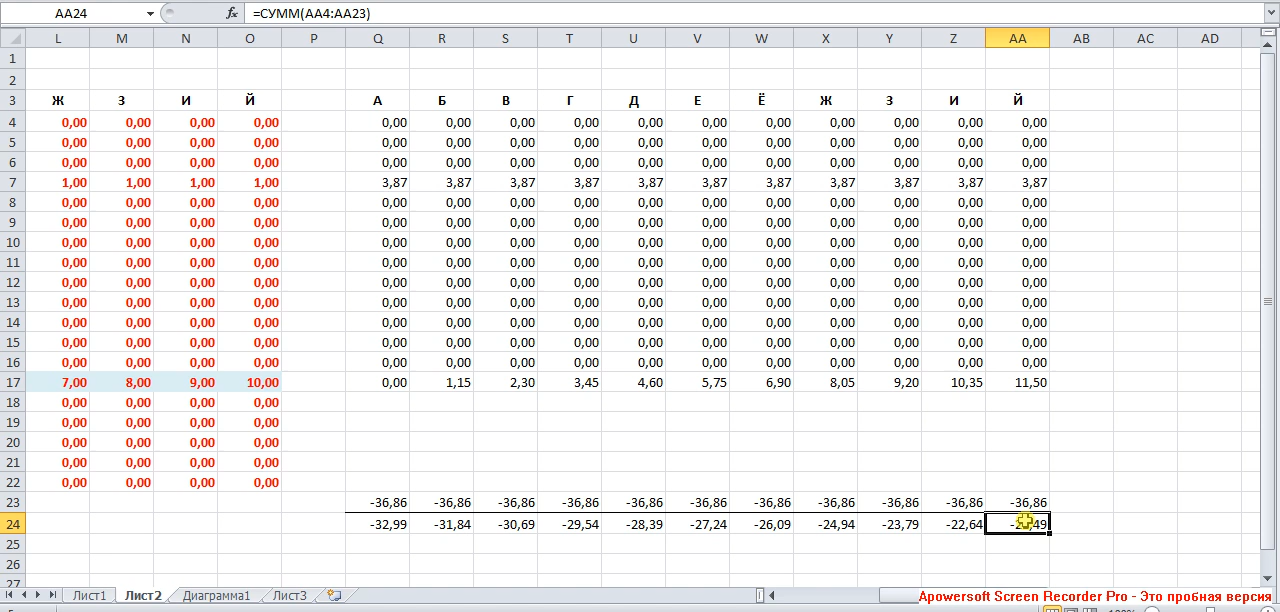 AA24 fx =СУММ(AA4:AA23)
L M N O P Q R S T U V W X Y Z AA AB AC AD
1
2
3 Ж З И Й А Б В Г Д Е Ё Ж З И Й
4 0,00 0,00 0,00 0,00 0,00 0,00 0,00 0,00 0,00 0,00 0,00 0,00 0,00 0,00 0,00
5 0,00 0,00 0,00 0,00 0,00 0,00 0,00 0,00 0,00 0,00 0,00 0,00 0,00 0,00 0,00
6 0,00 0,00 0,00 0,00 0,00 0,00 0,00 0,00 0,00 0,00 0,00 0,00 0,00 0,00 0,00
7 1,00 1,00 1,00 1,00 3,87 3,87 3,87 3,87 3,87 3,87 3,87 3,87 3,87 3,87 3,87
8 0,00 0,00 0,00 0,00 0,00 0,00 0,00 0,00 0,00 0,00 0,00 0,00 0,00 0,00 0,00
9 0,00 0,00 0,00 0,00 0,00 0,00 0,00 0,00 0,00 0,00 0,00 0,00 0,00 0,00 0,00
10 0,00 0,00 0,00 0,00 0,00 0,00 0,00 0,00 0,00 0,00 0,00 0,00 0,00 0,00 0,00
11 0,00 0,00 0,00 0,00 0,00 0,00 0,00 0,00 0,00 0,00 0,00 0,00 0,00 0,00 0,00
12 0,00 0,00 0,00 0,00 0,00 0,00 0,00 0,00 0,00 0,00 0,00 0,00 0,00 0,00 0,00
13 0,00 0,00 0,00 0,00 0,00 0,00 0,00 0,00 0,00 0,00 0,00 0,00 0,00 0,00 0,00
14 0,00 0,00 0,00 0,00 0,00 0,00 0,00 0,00 0,00 0,00 0,00 0,00 0,00 0,00 0,00
15 0,00 0,00 0,00 0,00 0,00 0,00 0,00 0,00 0,00 0,00 0,00 0,00 0,00 0,00 0,00
16 0,00 0,00 0,00 0,00 0,00 0,00 0,00 0,00 0,00 0,00 0,00 0,00 0,00 0,00 0,00
17 7,00 8,00 9,00 10,00 0,00 1,15 2,30 3,45 4,60 5,75 6,90 8,05 9,20 10,35 11,50
18 0,00 0,00 0,00 0,00
19 0,00 0,00 0,00 0,00
20 0,00 0,00 0,00 0,00
21 0,00 0,00 0,00 0,00
22 0,00 0,00 0,00 0,00
23 -36,86 -36,86 -36,86 -36,86 -36,86 -36,86 -36,86 -36,86 -36,86 -36,86 -36,86
24 -32,99 -31,84 -30,69 -29,54 -28,39 -27,24 -26,09 -24,94 -23,79 -22,64
25
26
27
Лист1 Лист2 Диаграмма1 Лист3
Apowersoft Screen Recorder Pro - Это пробная версия